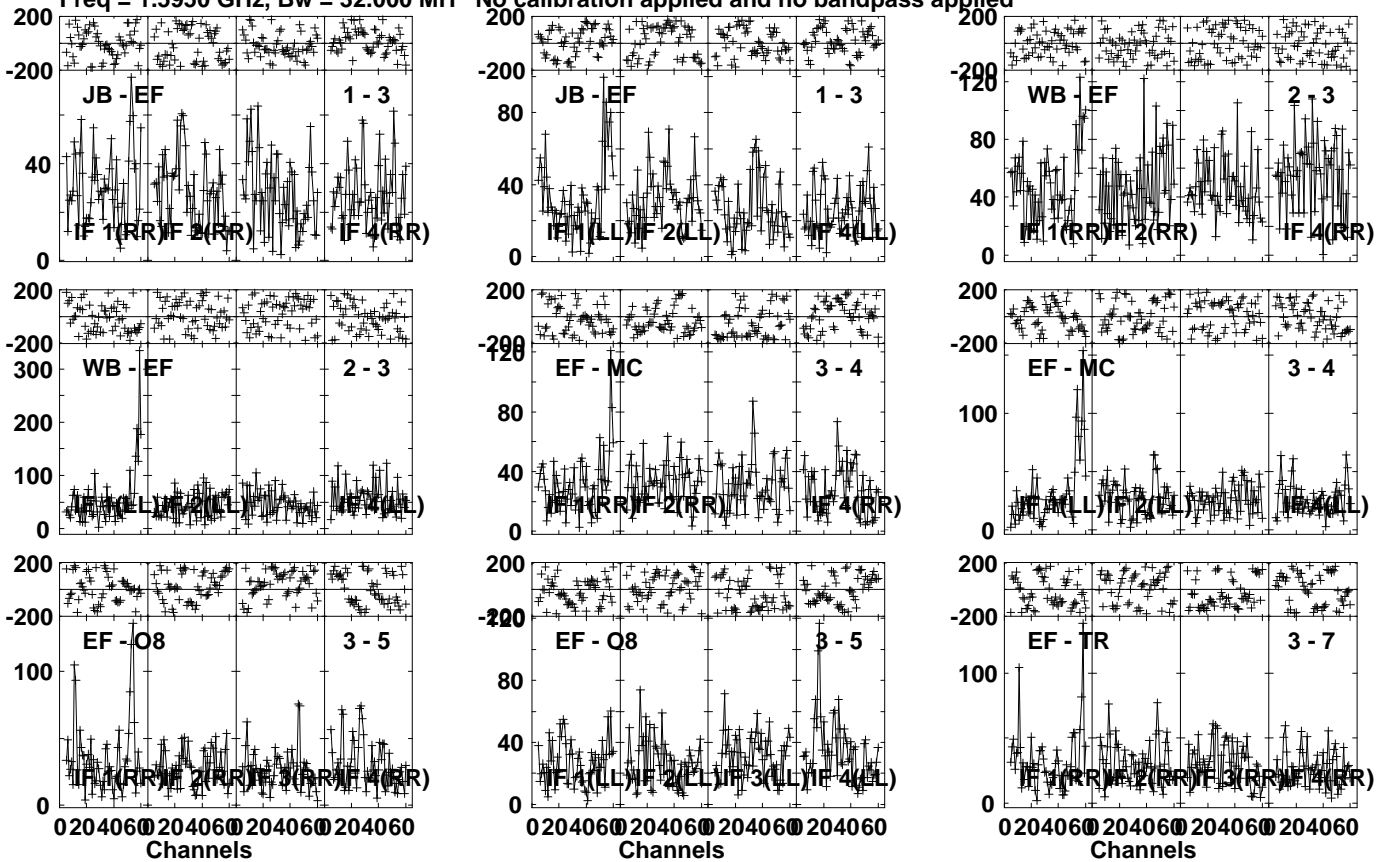 Freq = 1.5950 GHz, Bw = 32.000 MH No calibration applied and no bandpass applied
200
-200
JB - EF 1 - 3
40
0
IF 1(RR) IF 2(RR) IF 4(RR)
200
-200
JB - EF 1 - 3
80
40
0
IF 1(LL) IF 2(LL) IF 4(LL)
200
-200
120
WB - EF 2 - 3
80
40
0
IF 1(RR) IF 2(RR) IF 4(RR)
200
-200
WB - EF 2 - 3
300
200
100
0
IF 1(LL) IF 2(LL) IF 4(LL)
200
-200
120
EF - MC 3 - 4
80
40
0
IF 1(RR) IF 2(RR) IF 4(RR)
200
-200
EF - MC 3 - 4
100
0
IF 1(LL) IF 2(LL) IF 4(LL)
200
-200
EF - O8 3 - 5
100
0
IF 1(RR) IF 2(RR) IF 3(RR) IF 4(RR)
0 20 40 60 0 20 40 60 0 20 40 60 0 20 40 60
Channels
200
-200
120
EF - O8 3 - 5
80
40
0
IF 1(LL) IF 2(LL) IF 3(LL) IF 4(LL)
0 20 40 60 0 20 40 60 0 20 40 60 0 20 40 60
Channels
200
-200
EF - TR 3 - 7
100
0
IF 1(RR) IF 2(RR) IF 3(RR) IF 4(RR)
0 20 40 60 0 20 40 60 0 20 40 60 0 20 40 60
Channels